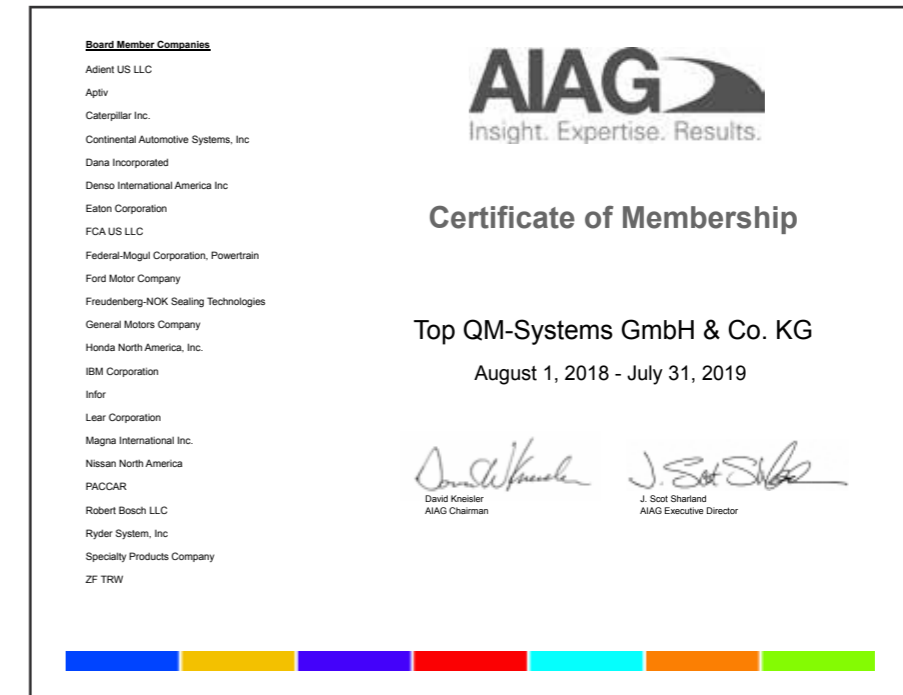 Board Member Companies
Adient US LLC
Aptiv
Caterpillar Inc.
Continental Automotive Systems, Inc
Dana Incorporated
Denso International America Inc
Eaton Corporation
FCA US LLC
Federal-Mogul Corporation, Powertrain
Ford Motor Company
Freudenberg-NOK Sealing Technologies
General Motors Company
Honda North America, Inc.
IBM Corporation
Infor
Lear Corporation
Magna International Inc.
Nissan North America
PACCAR
Robert Bosch LLC
Ryder System, Inc
Specialty Products Company
ZF TRW
AIAG
Insight. Expertise. Results.
Certificate of Membership
Top QM-Systems GmbH & Co. KG
August 1, 2018 - July 31, 2019
David Kneisler
AIAG Chairman
J. Scot Sharland
AIAG Executive Director